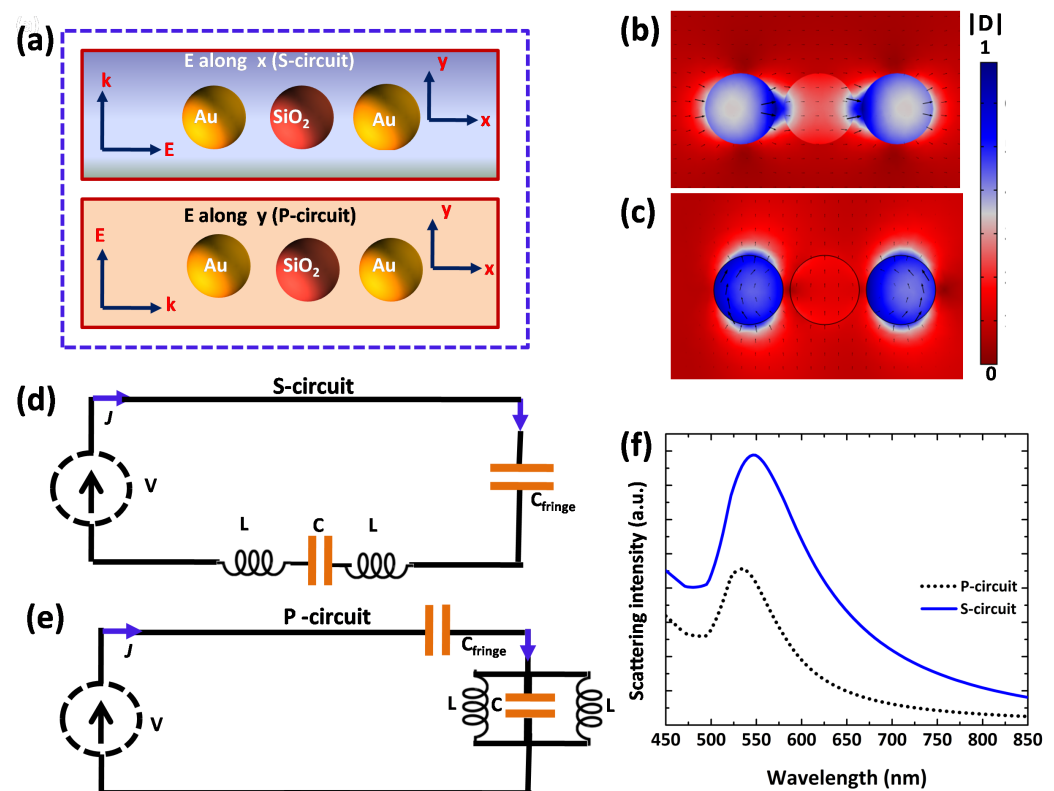 (a)
E along x (S-circuit)
k
E
Au
SiO₂
Au
y
x
E along y (P-circuit)
E
k
Au
SiO₂
Au
y
x
(b)
|D|
1
(c)
0
(d)
S-circuit
J
V
L
C
L
Cfringe
(e)
P -circuit
J
V
Cfringe
L
C
L
(f)
Scattering intensity (a.u.)
P-circuit
S-circuit
450 500 550 600 650 700 750 800 850
Wavelength (nm)